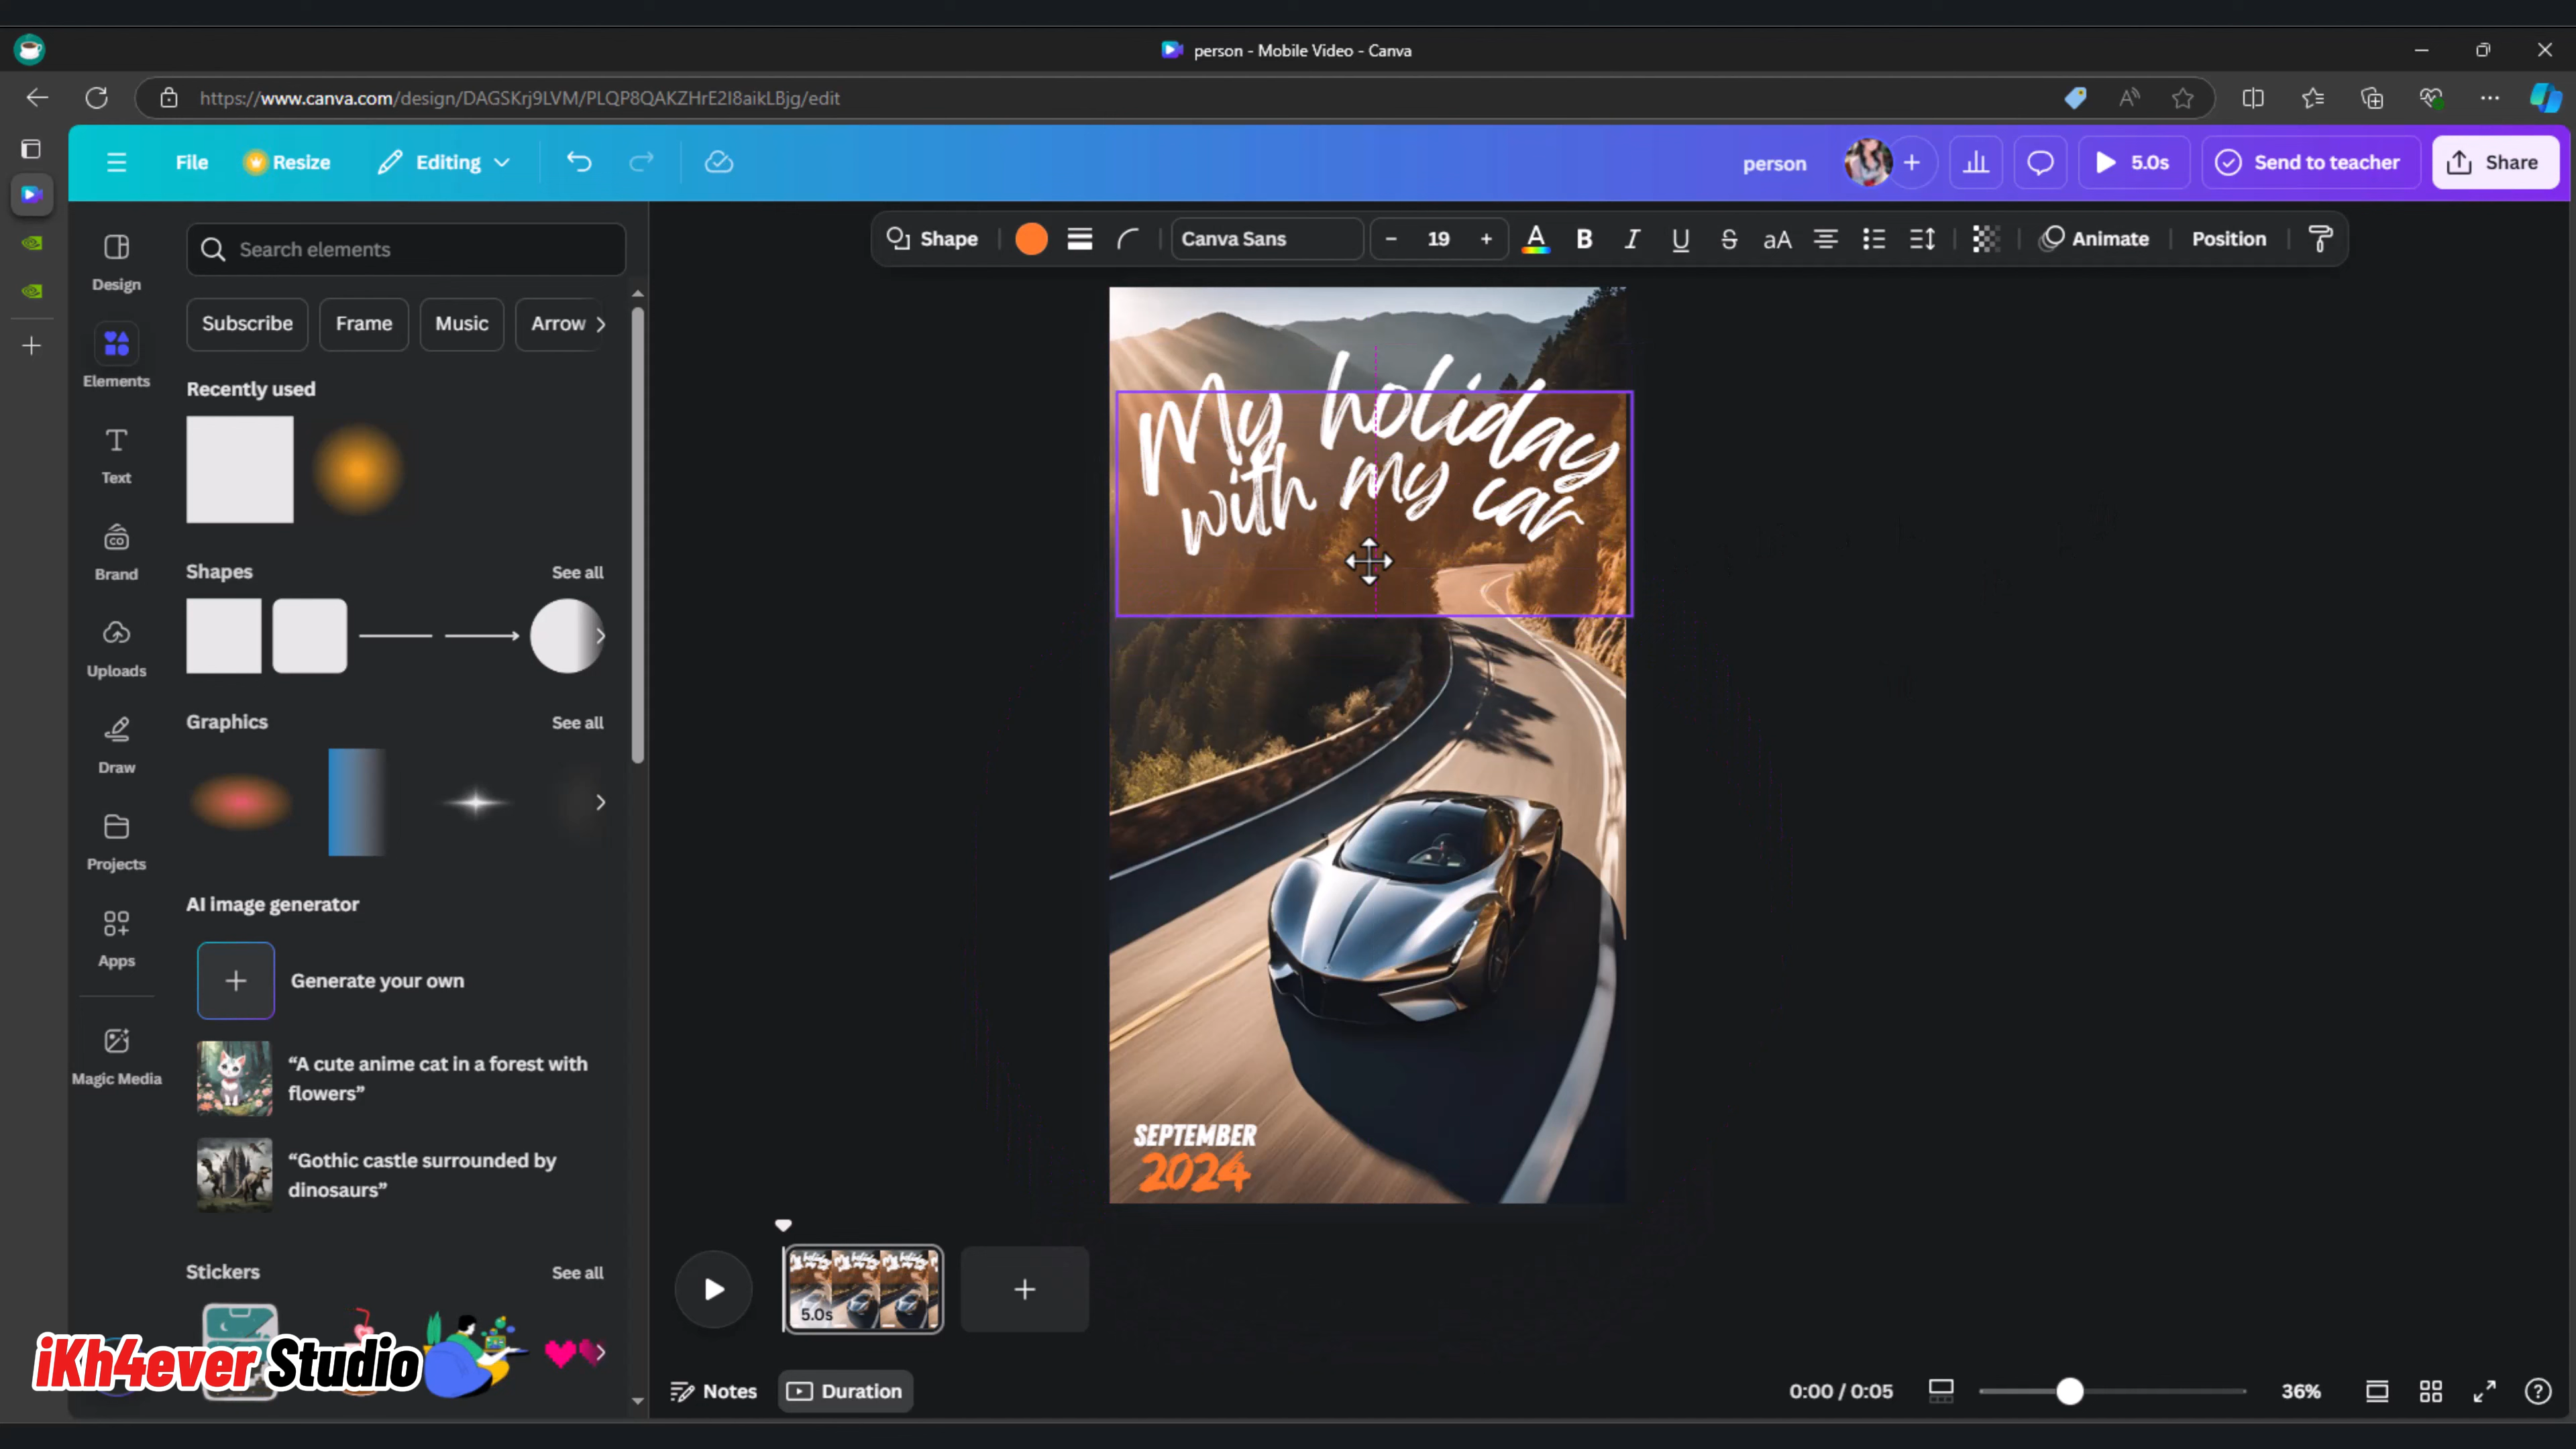 person - Mobile Video - Canva
https://www.canva.com/design/DAGSKrj9LVM/PLQP8QAKZHrE2I8aikLBjg/edit
File Resize Editing person 5.0s Send to teacher Share
Search elements
Shape Canva Sans - 19 + A B I U S aA Animate Position
Design
Elements
Text
Brand
Uploads
Draw
Projects
Apps
Magic Media
Subscribe Frame Music Arrow
Recently used
Shapes See all
Graphics See all
AI image generator
Generate your own
“A cute anime cat in a forest with
flowers”
“Gothic castle surrounded by
dinosaurs”
Stickers See all
My holiday
with my car
SEPTEMBER
2024
5.0s
iKh4ever Studio
Notes Duration 0:00 / 0:05 36%